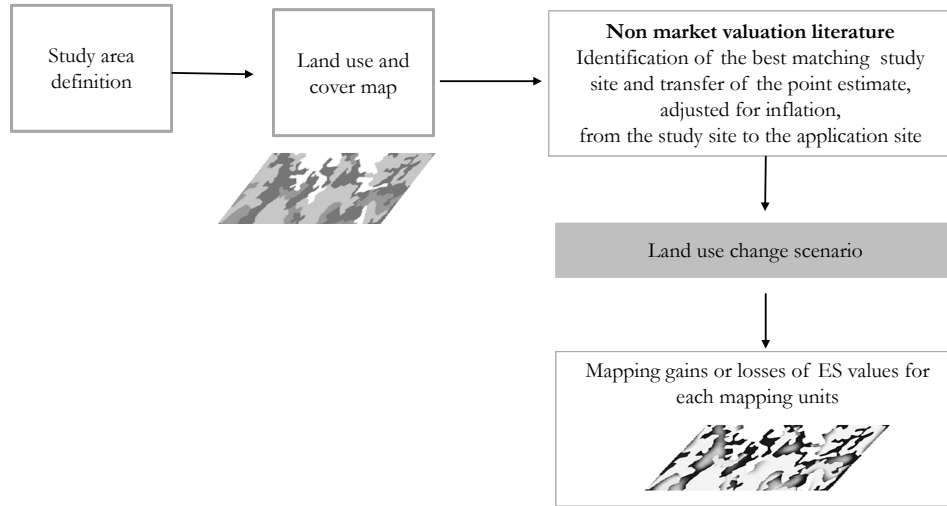 Study area
definition
Land use and
cover map
Non market valuation literature
Identification of the best matching study
site and transfer of the point estimate,
adjusted for inflation,
from the study site to the application site
Land use change scenario
Mapping gains or losses of ES values for
each mapping units